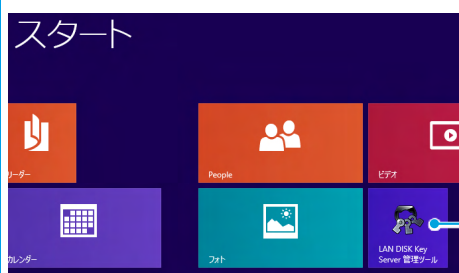 スタート
リーダー
People
ビデオ
カレンダー
フォト
LAN DISK Key
Server 管理ツール